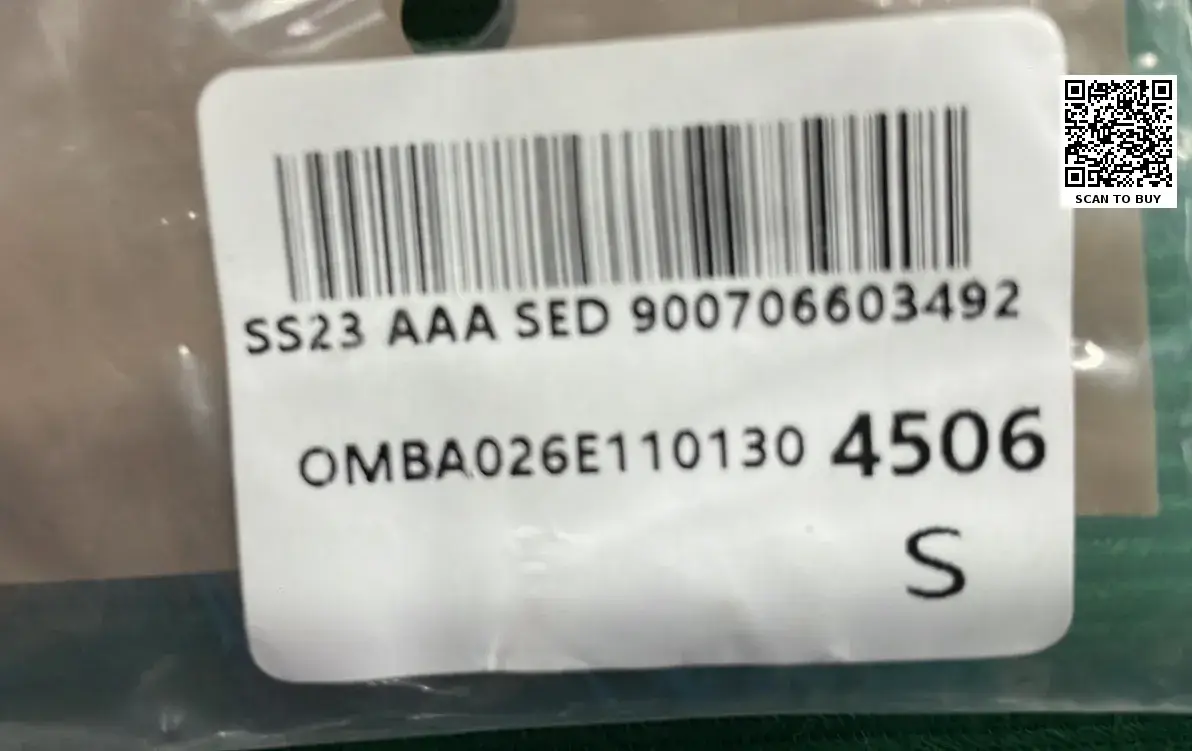 SCAN TO BUY
SS23 AAA SED 900706603492
OMBA026E110130 4506
S